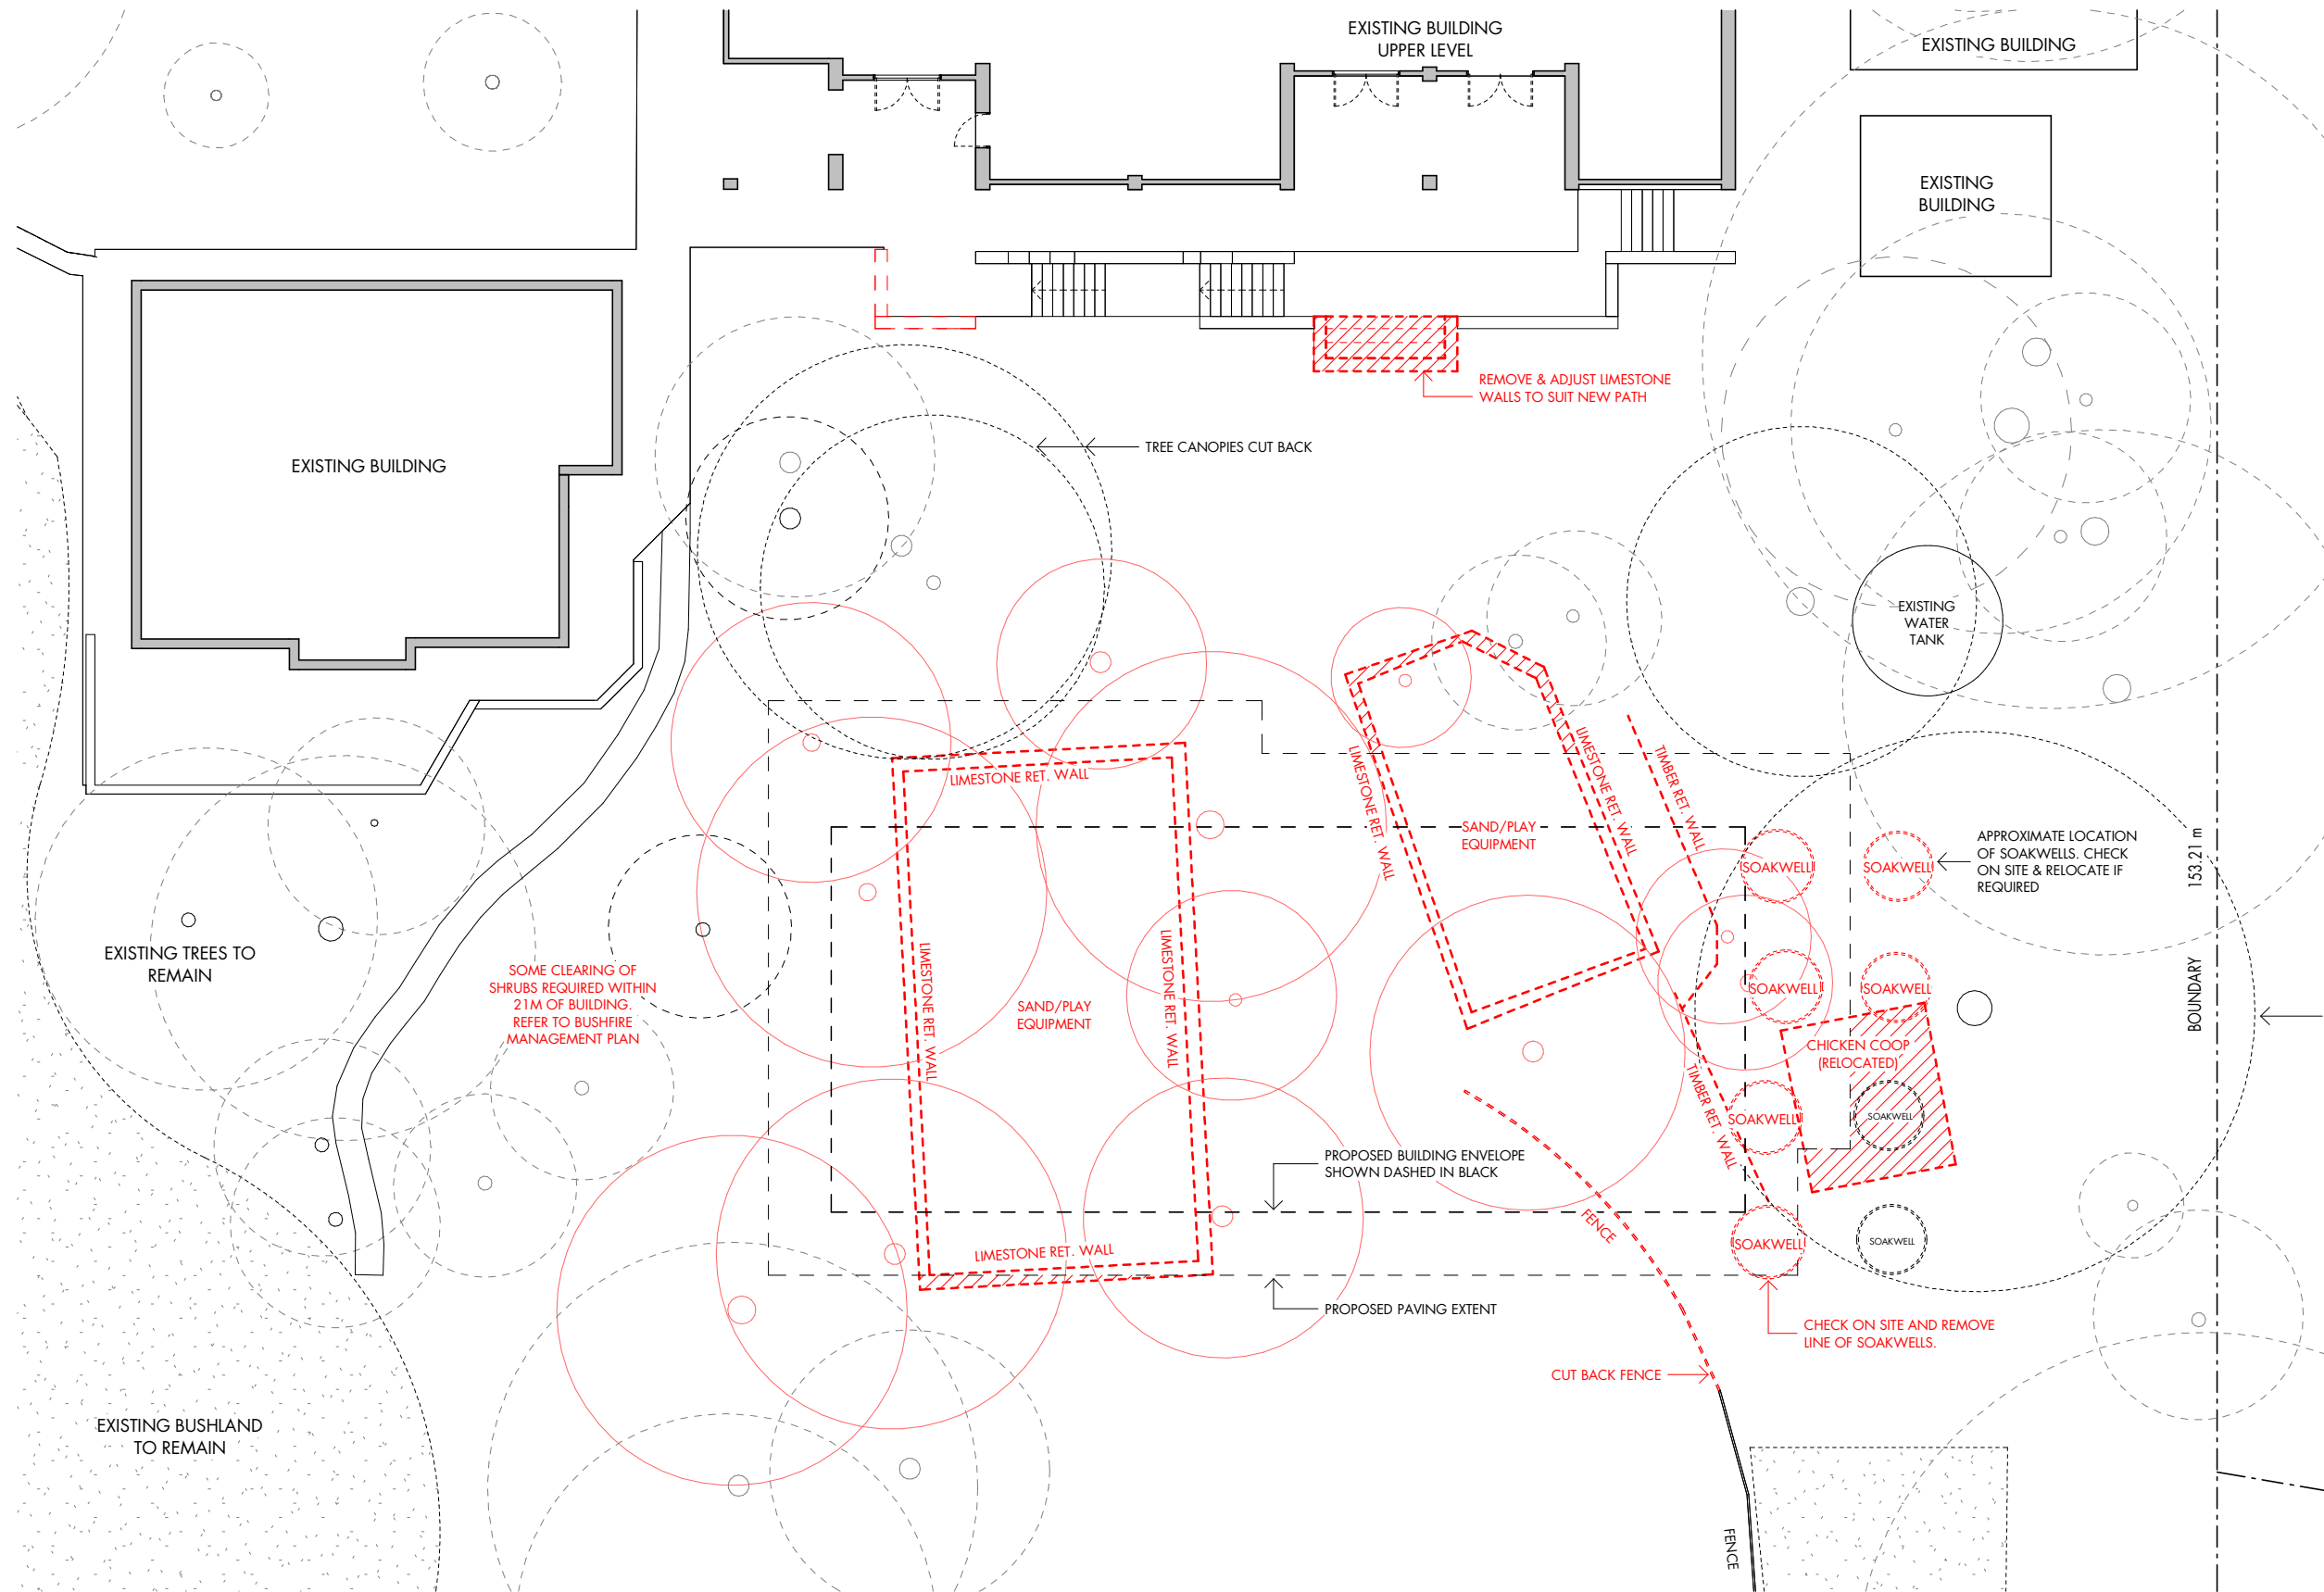 EXISTING BUILDING
UPPER LEVEL
EXISTING BUILDING
EXISTING
BUILDING
REMOVE & ADJUST LIMESTONE
WALLS TO SUIT NEW PATH
TREE CANOPIES CUT BACK
EXISTING BUILDING
EXISTING
WATER
TANK
LIMESTONE RET. WALL
LIMESTONE RET. WALL
LIMESTONE RET. WALL
TIMBER RET. WALL
SAND/PLAY
EQUIPMENT
SOAKWELL
SOAKWELL
APPROXIMATE LOCATION
OF SOAKWELLS. CHECK
ON SITE & RELOCATE IF
REQUIRED
BOUNDARY 153.21 m
EXISTING TREES TO
REMAIN
SOME CLEARING OF
SHRUBS REQUIRED WITHIN
21M OF BUILDING.
REFER TO BUSHFIRE
MANAGEMENT PLAN
LIMESTONE RET. WALL
SAND/PLAY
EQUIPMENT
LIMESTONE RET. WALL
SOAKWELL
SOAKWELL
CHICKEN COOP
(RELOCATED)
TIMBER RET. WALL
SOAKWELL
SOAKWELL
PROPOSED BUILDING ENVELOPE
SHOWN DASHED IN BLACK
FENCE
SOAKWELL
SOAKWELL
LIMESTONE RET. WALL
PROPOSED PAVING EXTENT
CHECK ON SITE AND REMOVE
LINE OF SOAKWELLS.
CUT BACK FENCE
EXISTING BUSHLAND
TO REMAIN
FENCE